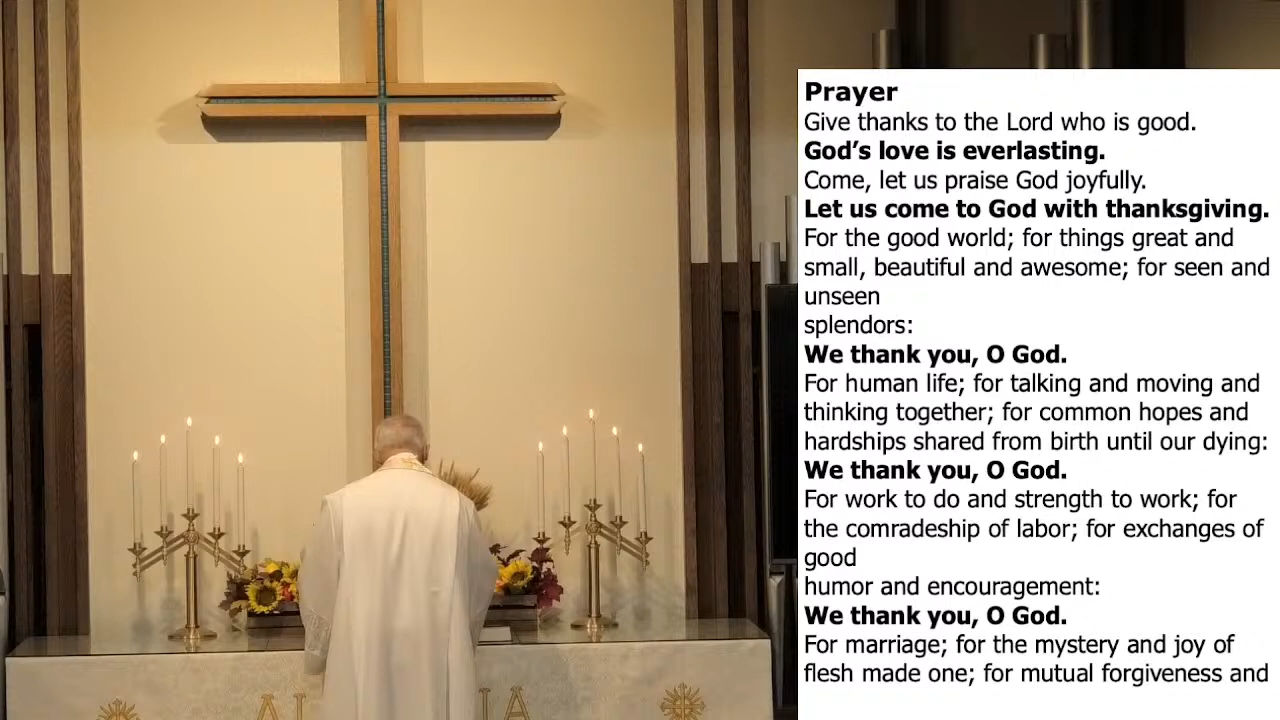 Prayer
Give thanks to the Lord who is good.
God’s love is everlasting.
Come, let us praise God joyfully.
Let us come to God with thanksgiving.
For the good world; for things great and
small, beautiful and awesome; for seen and
unseen
splendors:
We thank you, O God.
For human life; for talking and moving and
thinking together; for common hopes and
hardships shared from birth until our dying:
We thank you, O God.
For work to do and strength to work; for
the comradeship of labor; for exchanges of
good
humor and encouragement:
We thank you, O God.
For marriage; for the mystery and joy of
flesh made one; for mutual forgiveness and